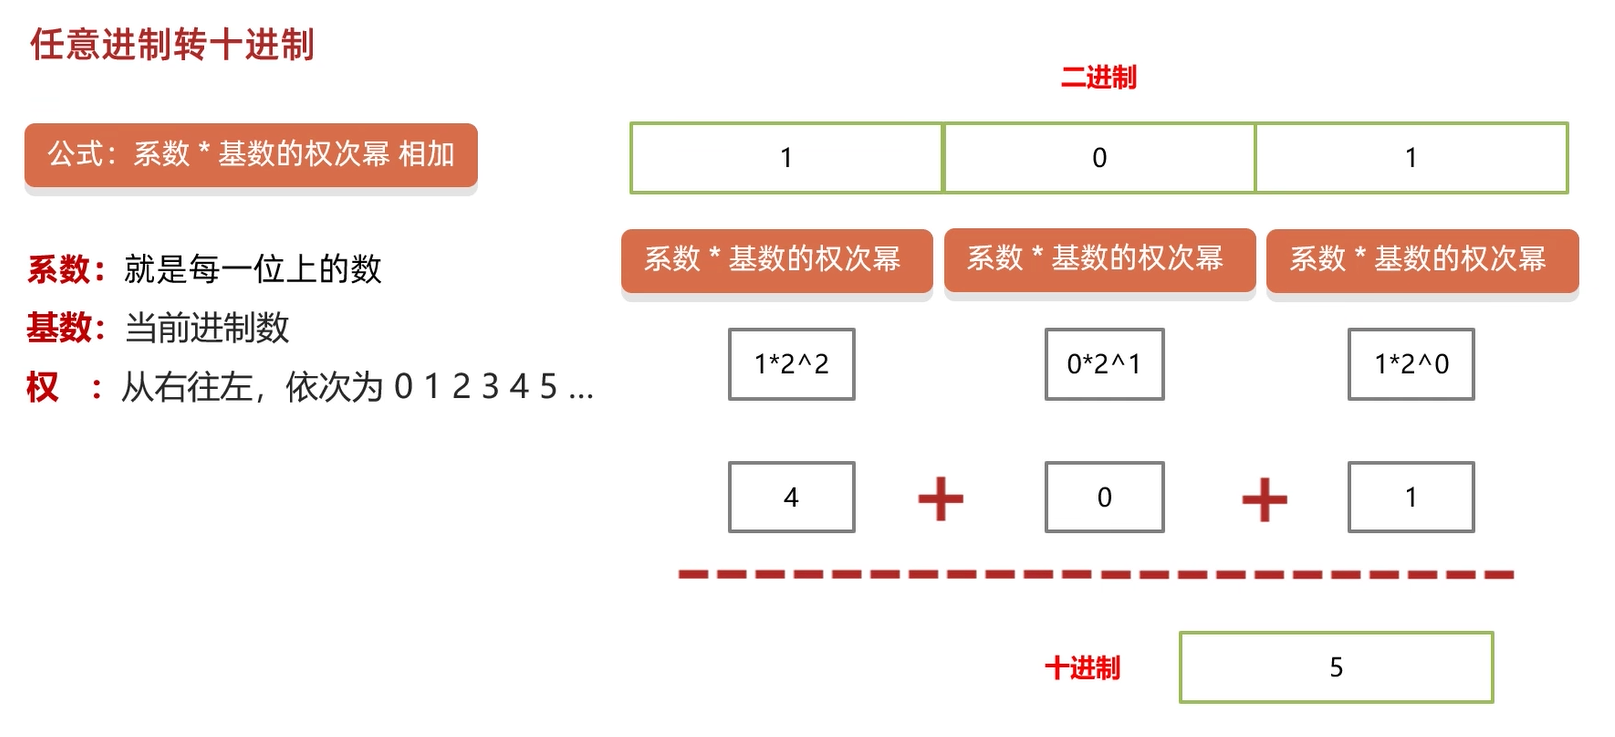 任意进制转十进制
公式：系数 * 基数的权次幂 相加
系数：就是每一位上的数
基数：当前进制数
权 ：从右往左，依次为 0 1 2 3 4 5 ...
二进制
1 0 1
系数 * 基数的权次幂 系数 * 基数的权次幂 系数 * 基数的权次幂
1*2^2 0*2^1 1*2^0
4 + 0 + 1
十进制 5